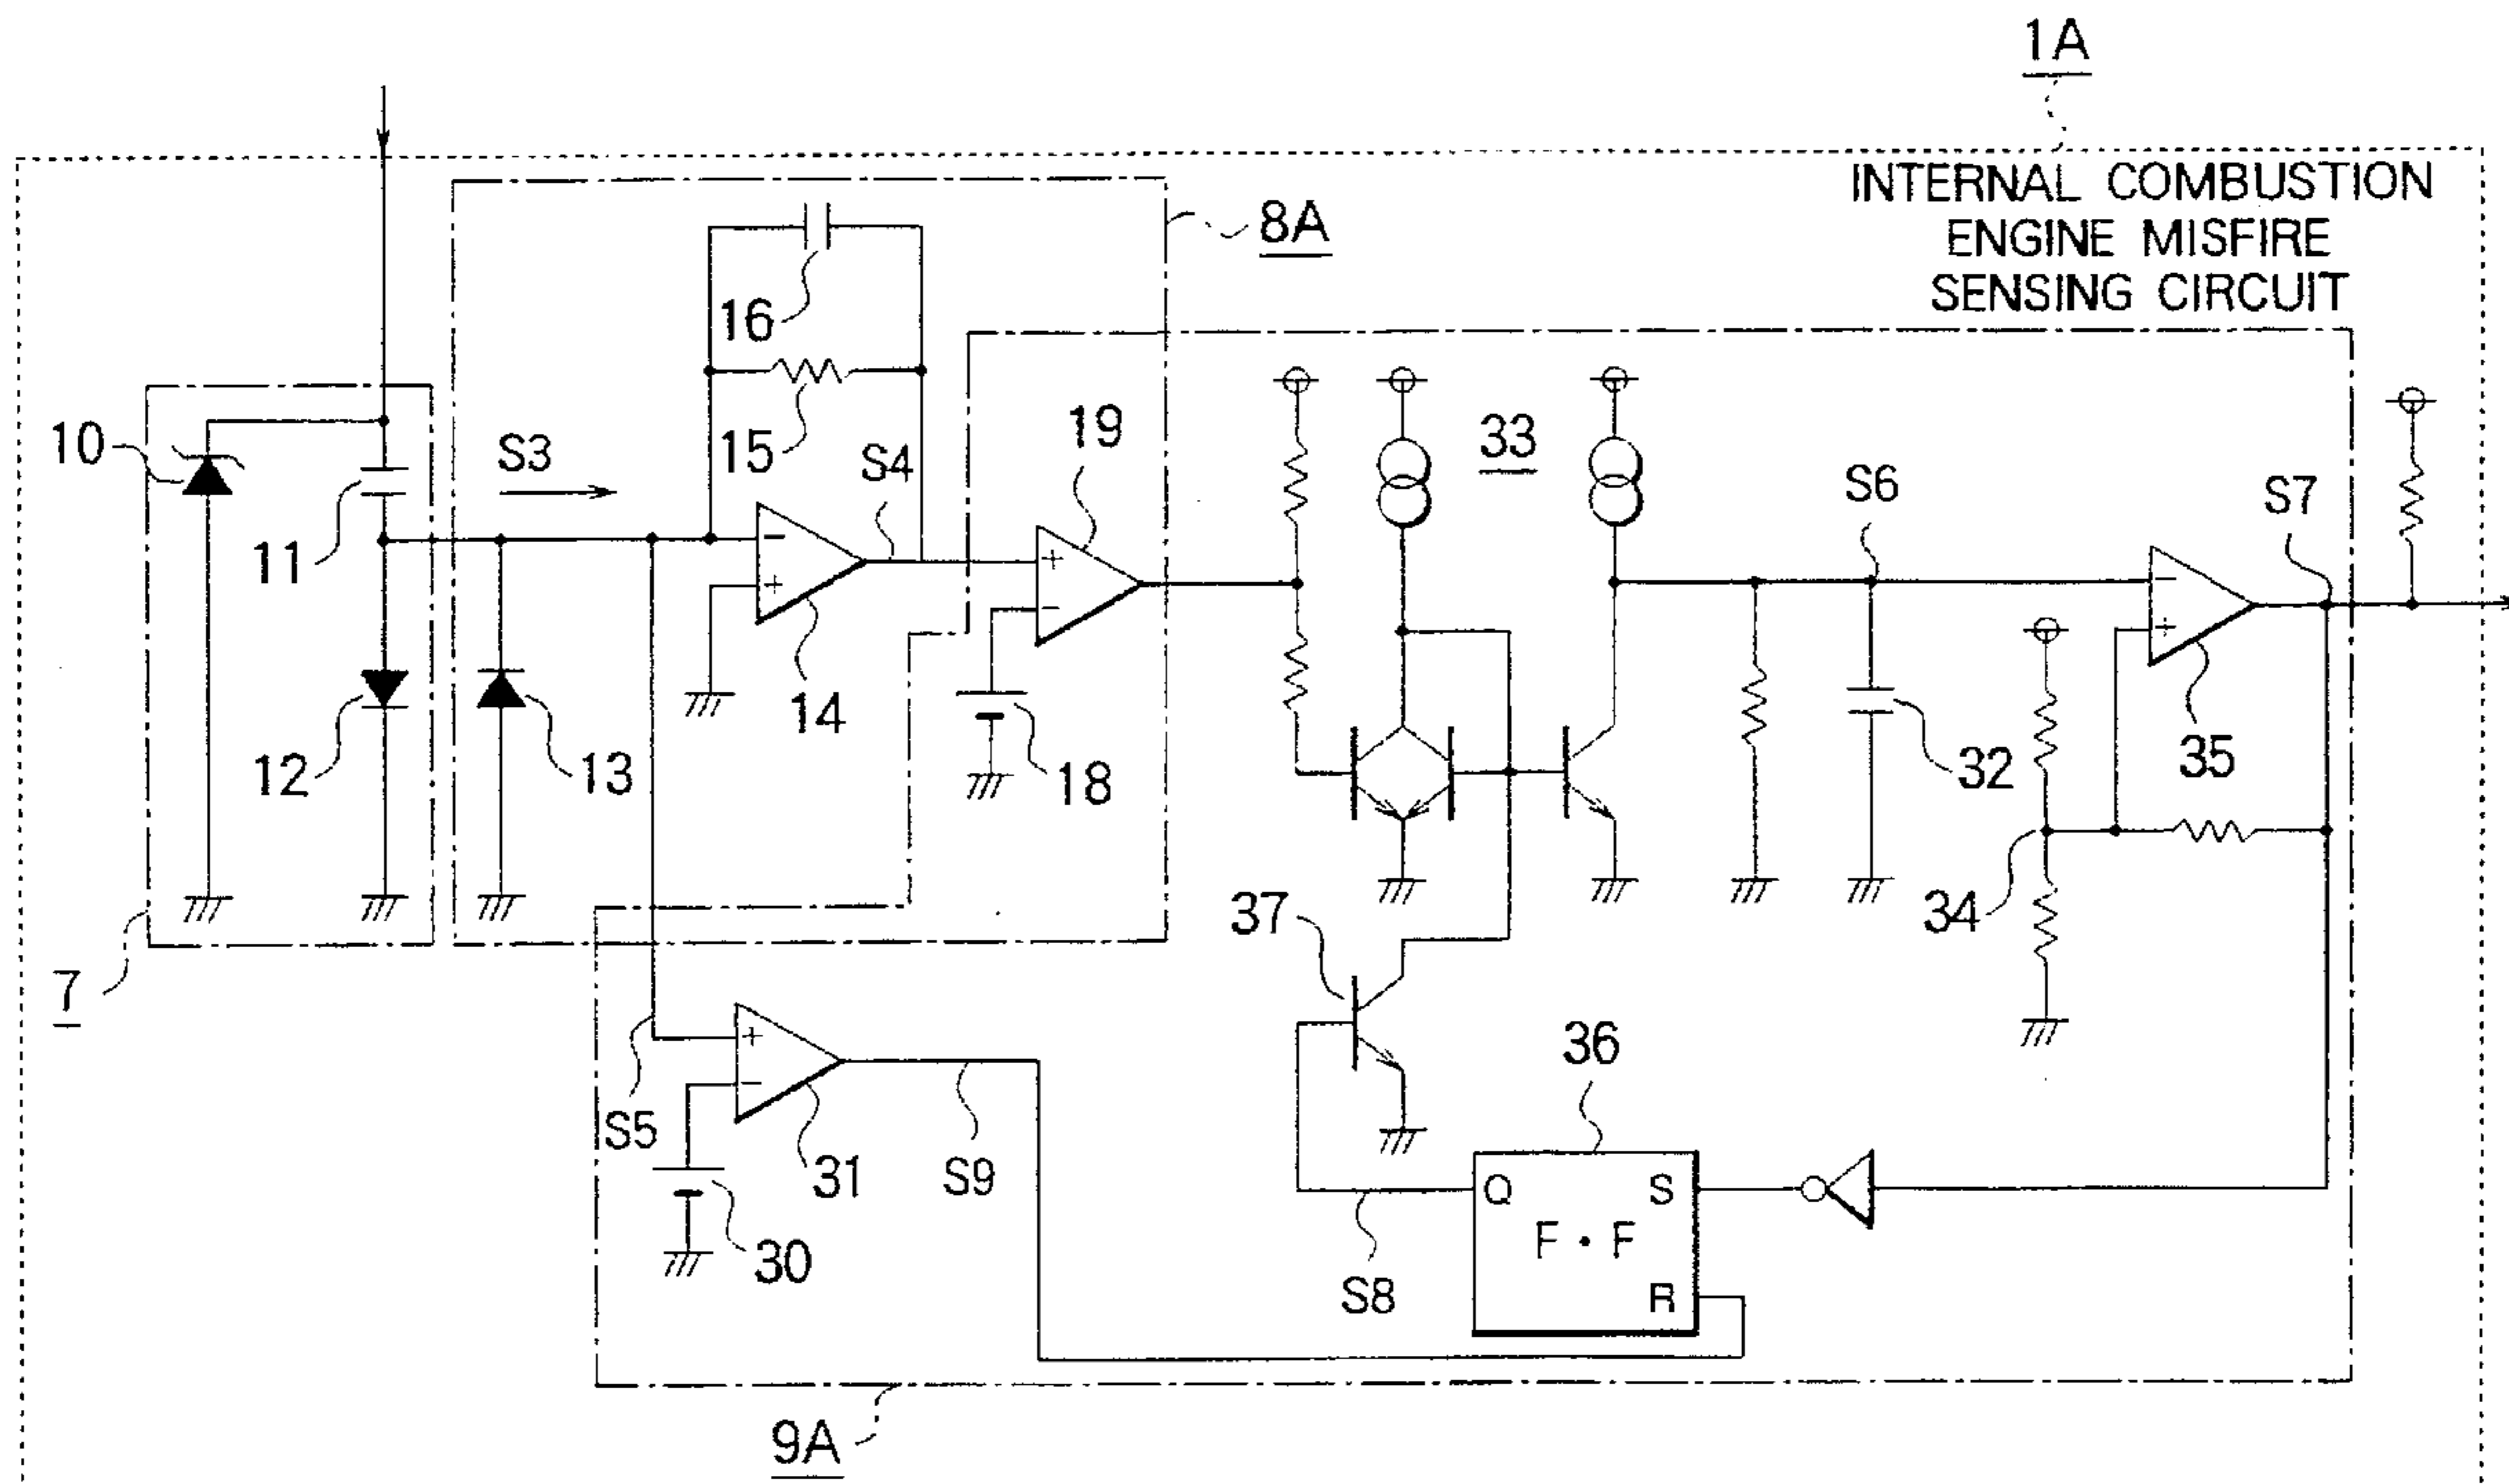 1A
INTERNAL COMBUSTION
ENGINE MISFIRE
SENSING CIRCUIT
8A
16
15
10
S3
S4
19
33
S6
S7
11
−
+
+
−
−
+
14
12
13
18
32
35
34
37
7
S5
+
−
31
S9
30
36
Q
S
F・F
R
S8
9A